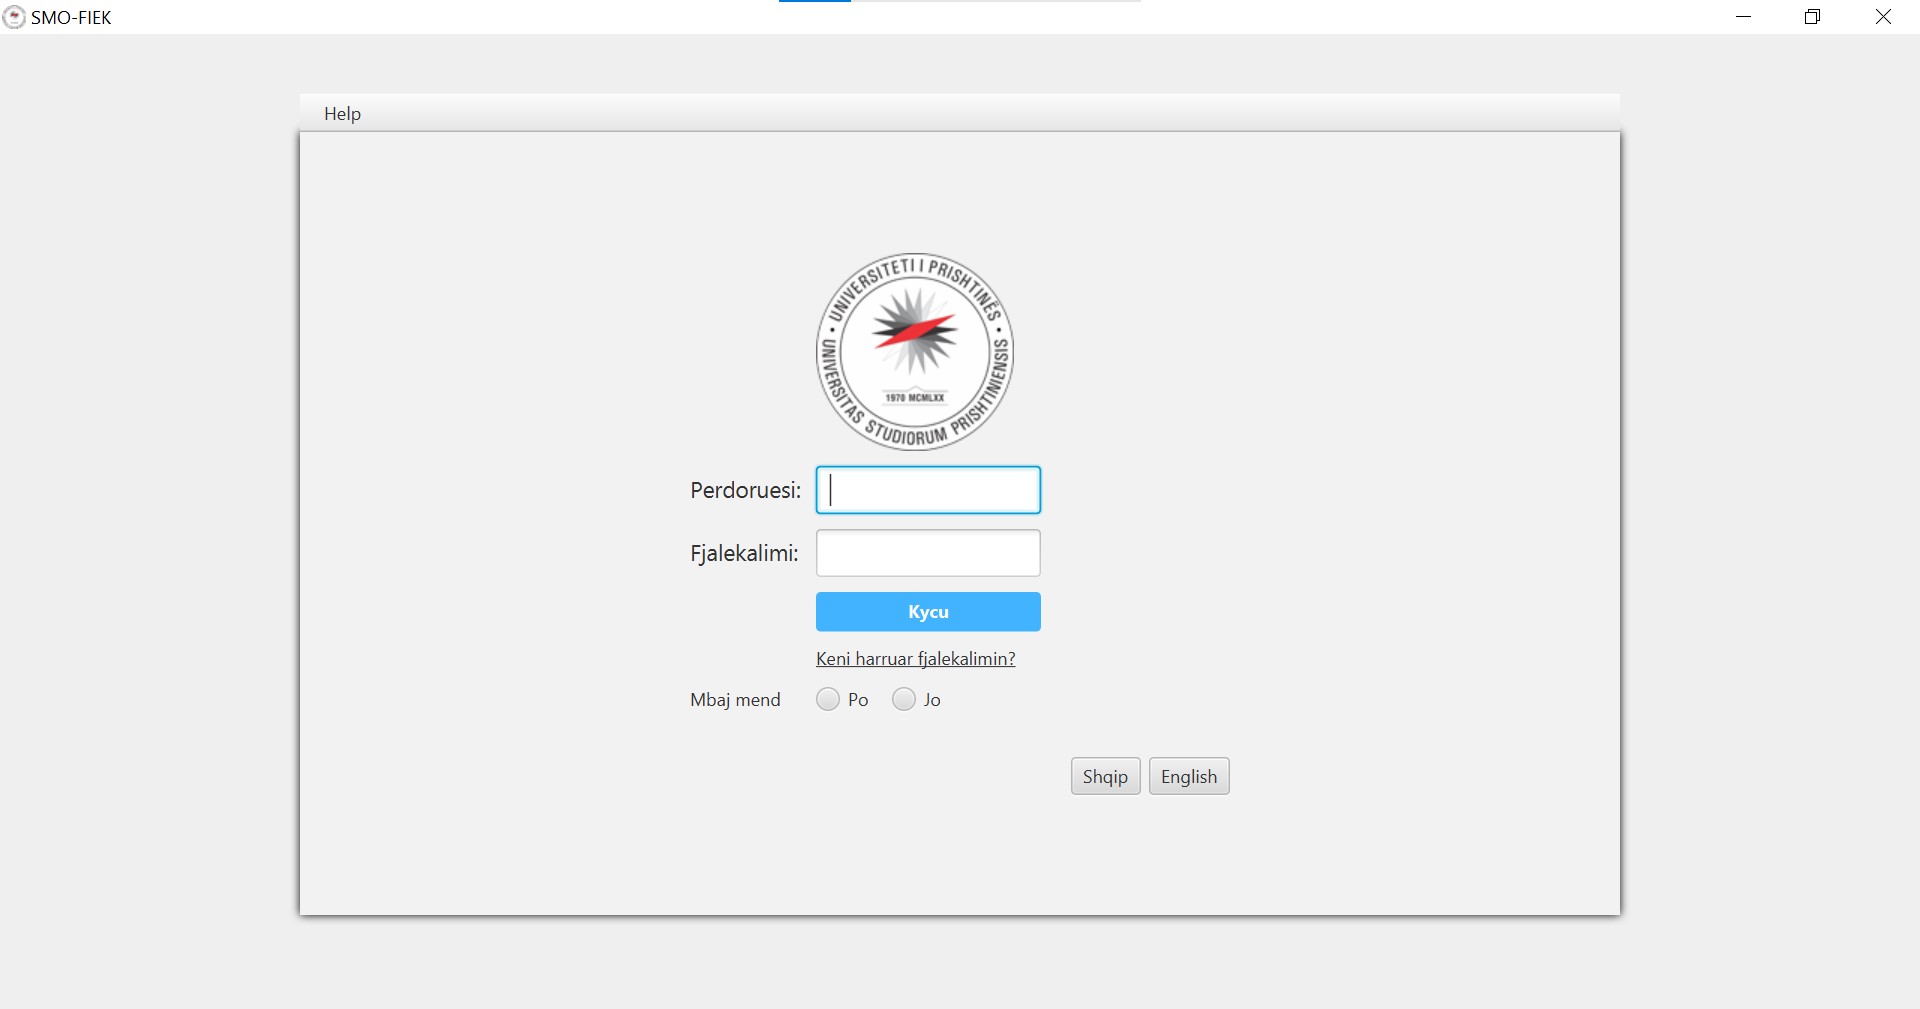 SMO-FIEK
Help
• UNIVERSITETI I PRISHTINËS •
UNIVERSITAS STUDIORUM PRISHTINIENSIS
1970 MCMLXX
Perdoruesi:
Fjalekalimi:
Kycu
Keni harruar fjalekalimin?
Mbaj mend Po Jo
Shqip English